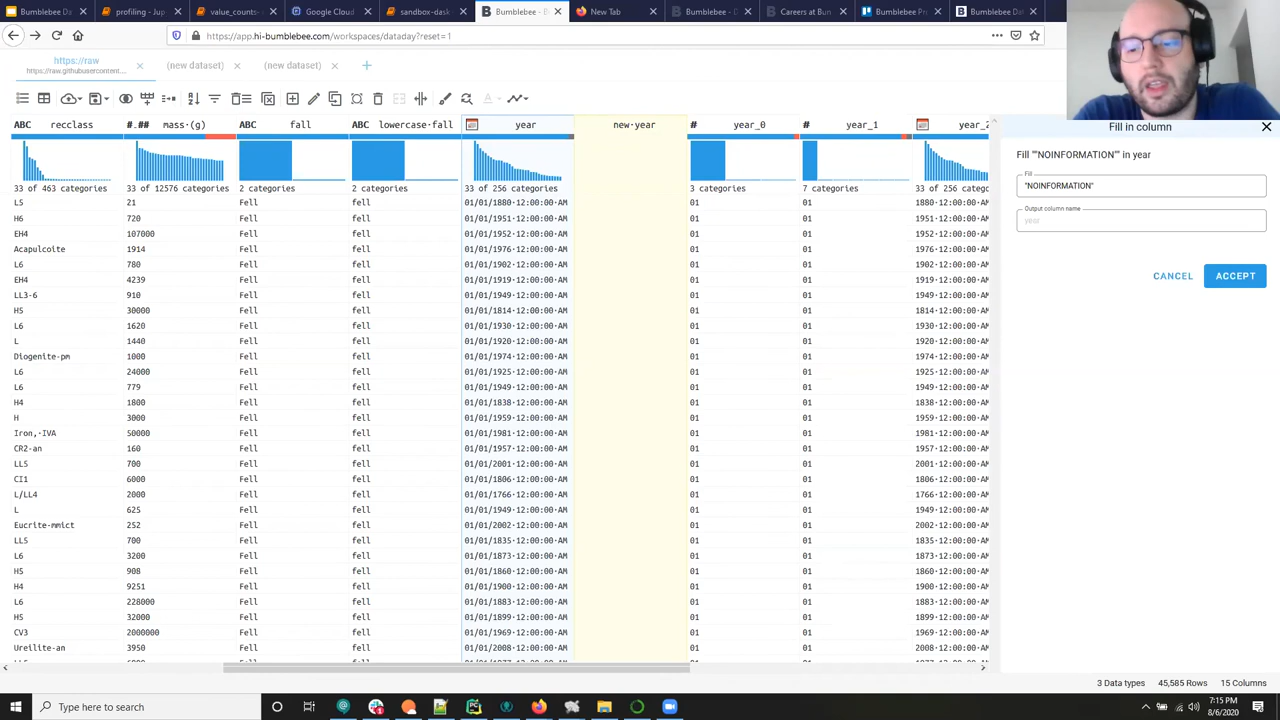 Bumblebee Da
profiling - Jup
value_counts-
Google Cloud
sandbox-dask
Bumblebee - B
New Tab
Bumblebee - D
Careers at Bun
Bumblebee Pr
Bumblebee Da
https://app.hi-bumblebee.com/workspaces/dataday?reset=1
https://raw
https://raw.githubusercontent...
(new dataset)
(new dataset)
ABC recclass #.## mass·(g) ABC fall ABC lowercase·fall year new·year # year_0 # year_1 year_2
33 of 463 categories 33 of 12576 categories 2 categories 2 categories 33 of 256 categories 3 categories 7 categories 33 of 256 cate
L5 21 Fell fell 01/01/1880·12:00:00·AM 01 01 1880·12:00:00·AM
H6 720 Fell fell 01/01/1951·12:00:00·AM 01 01 1951·12:00:00·AM
EH4 107000 Fell fell 01/01/1952·12:00:00·AM 01 01 1952·12:00:00·AM
Acapulcoite 1914 Fell fell 01/01/1976·12:00:00·AM 01 01 1976·12:00:00·AM
L6 780 Fell fell 01/01/1902·12:00:00·AM 01 01 1902·12:00:00·AM
EH4 4239 Fell fell 01/01/1919·12:00:00·AM 01 01 1919·12:00:00·AM
LL3-6 910 Fell fell 01/01/1949·12:00:00·AM 01 01 1949·12:00:00·AM
H5 30000 Fell fell 01/01/1814·12:00:00·AM 01 01 1814·12:00:00·AM
L6 1620 Fell fell 01/01/1930·12:00:00·AM 01 01 1930·12:00:00·AM
L 1440 Fell fell 01/01/1920·12:00:00·AM 01 01 1920·12:00:00·AM
Diogenite-pm 1000 Fell fell 01/01/1974·12:00:00·AM 01 01 1974·12:00:00·AM
L6 24000 Fell fell 01/01/1925·12:00:00·AM 01 01 1925·12:00:00·AM
L6 779 Fell fell 01/01/1949·12:00:00·AM 01 01 1949·12:00:00·AM
H4 1800 Fell fell 01/01/1838·12:00:00·AM 01 01 1838·12:00:00·AM
H 3000 Fell fell 01/01/1959·12:00:00·AM 01 01 1959·12:00:00·AM
Iron,·IVA 50000 Fell fell 01/01/1981·12:00:00·AM 01 01 1981·12:00:00·AM
CR2-an 160 Fell fell 01/01/1957·12:00:00·AM 01 01 1957·12:00:00·AM
LL5 700 Fell fell 01/01/2001·12:00:00·AM 01 01 2001·12:00:00·AM
CI1 6000 Fell fell 01/01/1806·12:00:00·AM 01 01 1806·12:00:00·AM
L/LL4 2000 Fell fell 01/01/1766·12:00:00·AM 01 01 1766·12:00:00·AM
L 625 Fell fell 01/01/1949·12:00:00·AM 01 01 1949·12:00:00·AM
Eucrite-mmict 252 Fell fell 01/01/2002·12:00:00·AM 01 01 2002·12:00:00·AM
LL5 700 Fell fell 01/01/1835·12:00:00·AM 01 01 1835·12:00:00·AM
L6 3200 Fell fell 01/01/1873·12:00:00·AM 01 01 1873·12:00:00·AM
H5 908 Fell fell 01/01/1860·12:00:00·AM 01 01 1860·12:00:00·AM
H4 9251 Fell fell 01/01/1900·12:00:00·AM 01 01 1900·12:00:00·AM
L6 228000 Fell fell 01/01/1883·12:00:00·AM 01 01 1883·12:00:00·AM
H5 32000 Fell fell 01/01/1899·12:00:00·AM 01 01 1899·12:00:00·AM
CV3 2000000 Fell fell 01/01/1969·12:00:00·AM 01 01 1969·12:00:00·AM
Ureilite-an 3950 Fell fell 01/01/2008·12:00:00·AM 01 01 2008·12:00:00·AM
Fill in column
Fill ""NOINFORMATION"" in year
Fill
"NOINFORMATION"
Output column name
year
CANCEL
ACCEPT
3 Data types 45,585 Rows 15 Columns
Type here to search
7:15 PM
8/6/2020